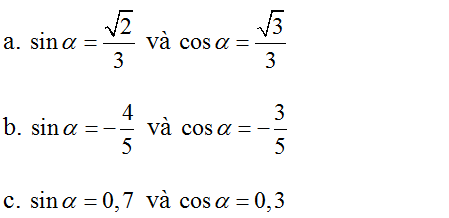 a. sin α = √2/3 và cos α = √3/3
b. sin α = −4/5 và cos α = −3/5
c. sin α = 0,7 và cos α = 0,3